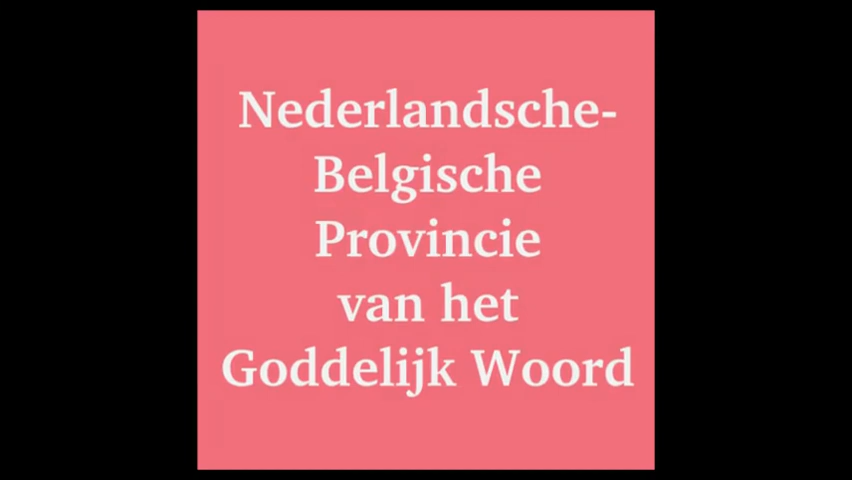 Nederlandsche-
Belgische
Provincie
van het
Goddelijk Woord